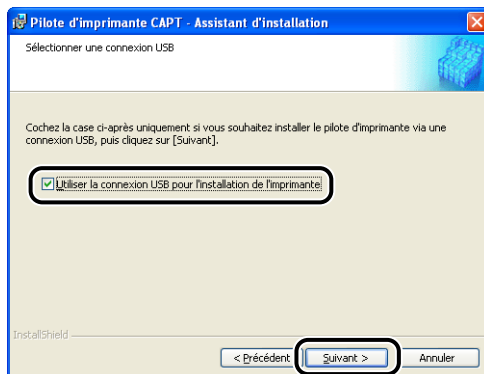 Pilote d'imprimante CAPT - Assistant d'installation
Sélectionner une connexion USB
Cochez la case ci-après uniquement si vous souhaitez installer le pilote d'imprimante via une
connexion USB, puis cliquez sur [Suivant].
Utiliser la connexion USB pour l'installation de l'imprimante
InstallShield
< Précédent Suivant > Annuler